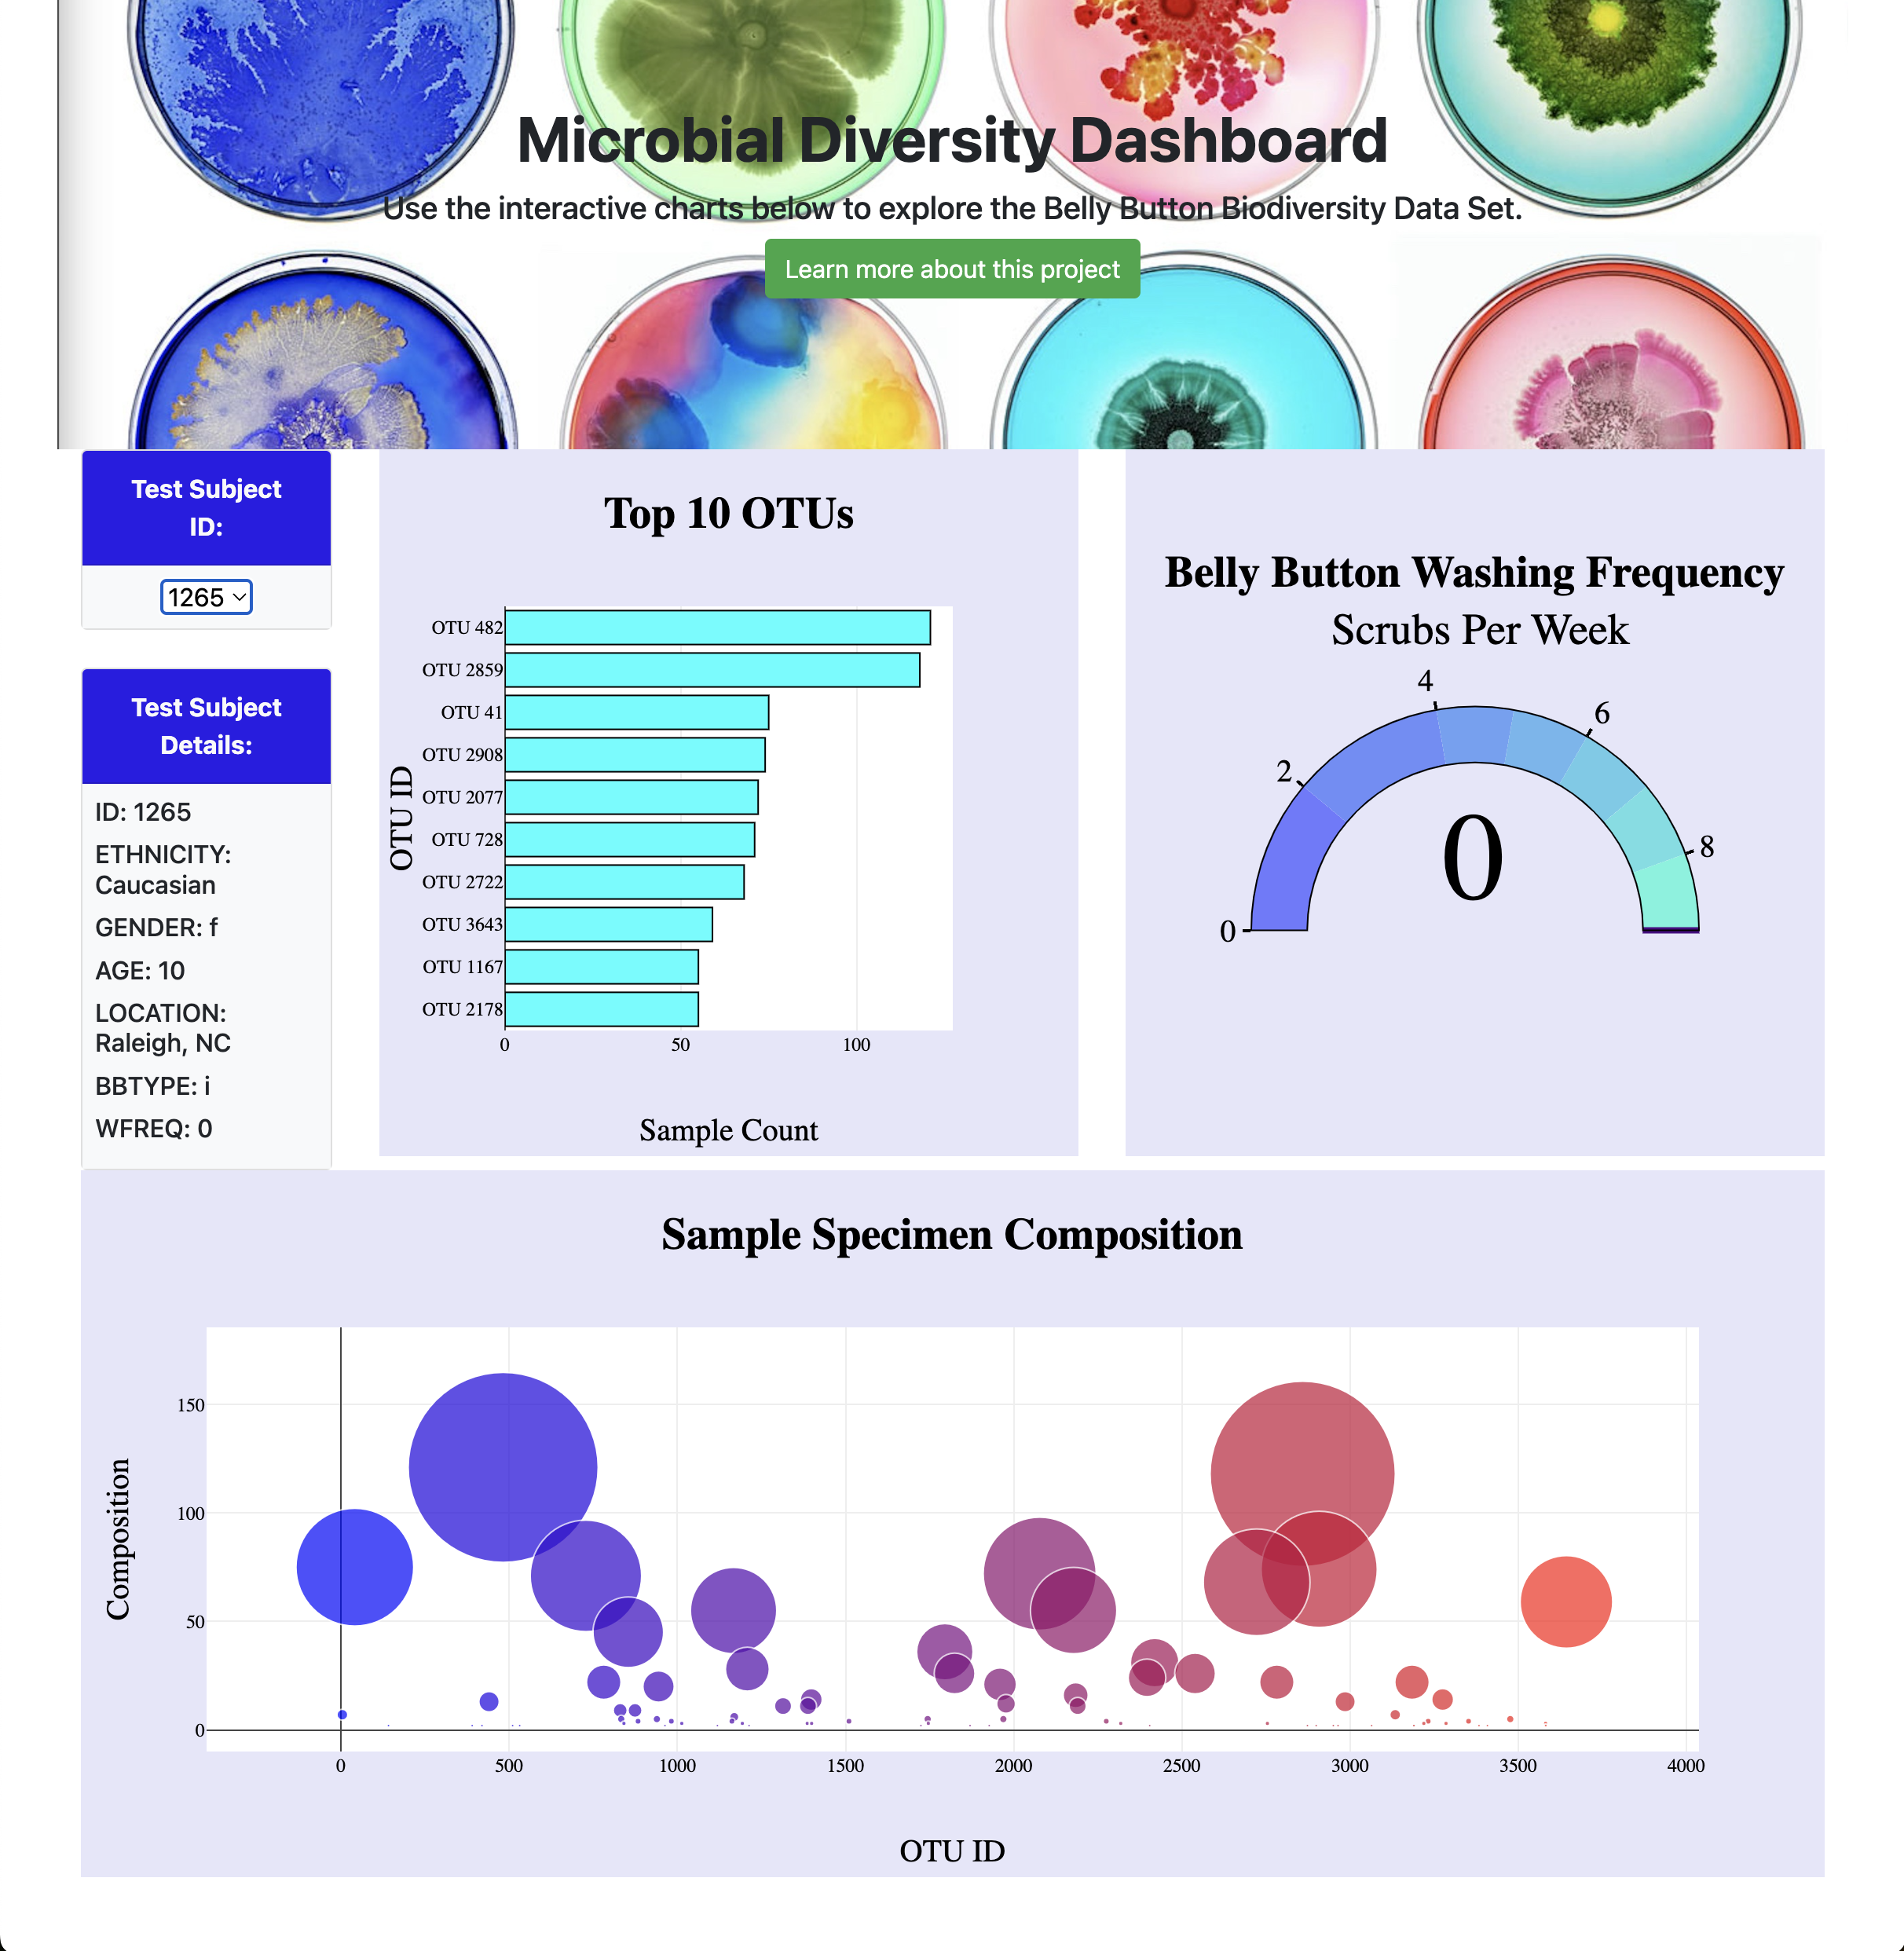 Microbial Diversity Dashboard
Use the interactive charts below to explore the Belly Button Biodiversity Data Set.
Learn more about this project
Test Subject
ID:
1265
Test Subject
Details:
ID: 1265
ETHNICITY:
Caucasian
GENDER: f
AGE: 10
LOCATION:
Raleigh, NC
BBTYPE: i
WFREQ: 0
Top 10 OTUs
OTU ID
OTU 482
OTU 2859
OTU 41
OTU 2908
OTU 2077
OTU 728
OTU 2722
OTU 3643
OTU 1167
OTU 2178
0 50 100
Sample Count
Belly Button Washing Frequency
Scrubs Per Week
0
2
4
6
8
0
Sample Specimen Composition
Composition
150
100
50
0
0 500 1000 1500 2000 2500 3000 3500 4000
OTU ID